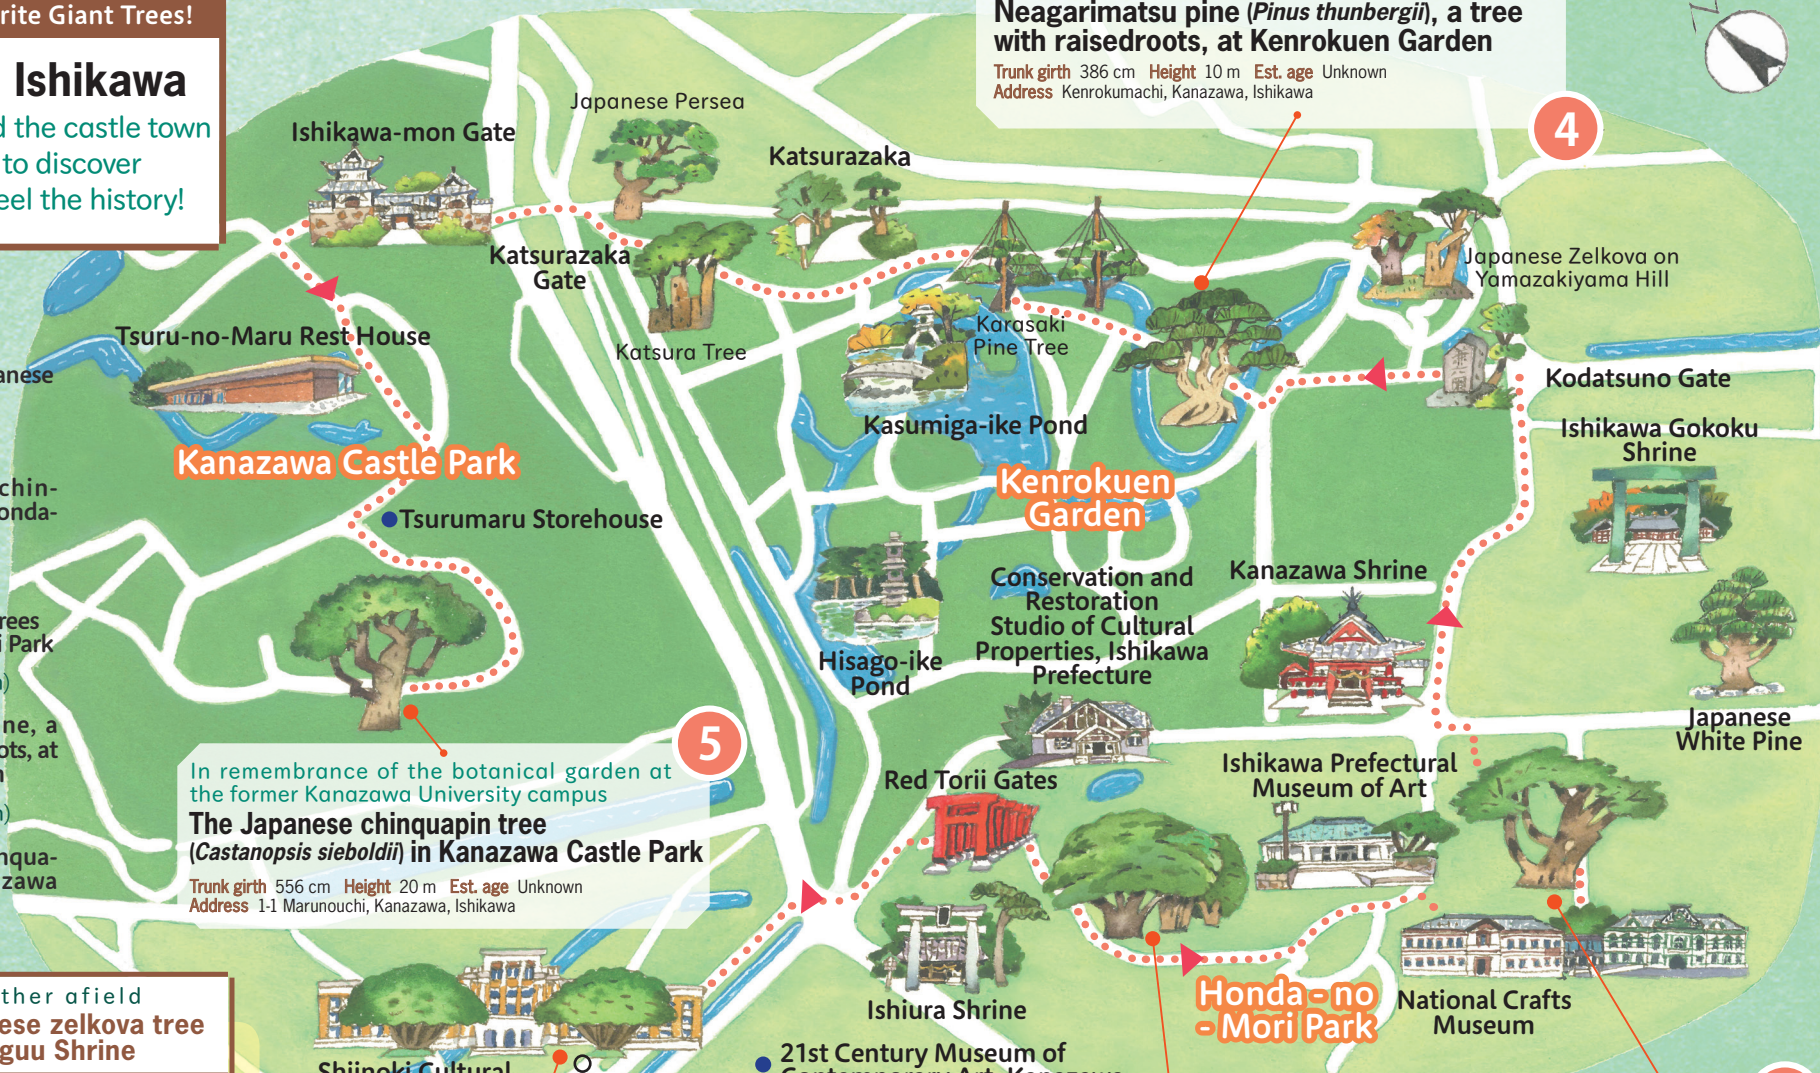 rite Giant Trees!
Ishikawa
d the castle town
to discover
eel the history!
Neagarimatsu pine (Pinus thunbergii), a tree
with raisedroots, at Kenrokuen Garden
Trunk girth 386 cm Height 10 m Est. age Unknown
Address Kenrokumachi, Kanazawa, Ishikawa
4
Ishikawa-mon Gate
Japanese Persea
Katsurazaka
Katsurazaka
Gate
Katsura Tree
Japanese Zelkova on
Yamazakiyama Hill
Karasaki
Pine Tree
Tsuru-no-Maru Rest House
anese
Kasumiga-ike Pond
Kodatsuno Gate
Ishikawa Gokoku
Shrine
Kanazawa Castle Park
Kenrokuen
Garden
chin-
onda-
Tsurumaru Storehouse
Conservation and
Restoration
Studio of Cultural
Properties, Ishikawa
Prefecture
Kanazawa Shrine
rees
i Park
)
ne, a
ots, at
n
)
nqua-
zawa
Hisago-ike
Pond
Japanese
White Pine
5
In remembrance of the botanical garden at
the former Kanazawa University campus
The Japanese chinquapin tree
(Castanopsis sieboldii) in Kanazawa Castle Park
Trunk girth 556 cm Height 20 m Est. age Unknown
Address 1-1 Marunouchi, Kanazawa, Ishikawa
Red Torii Gates
Ishikawa Prefectural
Museum of Art
Ishiura Shrine
Honda-no
-Mori Park
National Crafts
Museum
ther afield
ese zelkova tree
guu Shrine
Shiinoki Cultural
21st Century Museum of
Contemporary Art, Kanazawa